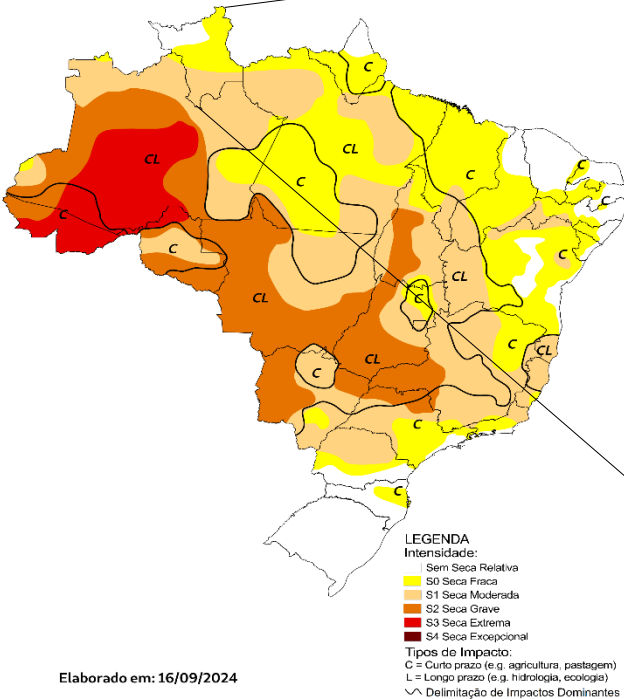 C
C
CL
CL
C
C
C
C
C
C
CL
C
CL
C
CL
C
CL
C
C
C
LEGENDA
Intensidade:
Sem Seca Relativa
S0 Seca Fraca
S1 Seca Moderada
S2 Seca Grave
S3 Seca Extrema
S4 Seca Excepcional
Tipos de Impacto:
C = Curto prazo (e.g. agricultura, pastagem)
L = Longo prazo (e.g. hidrologia, ecologia)
Delimitação de Impactos Dominantes
Elaborado em: 16/09/2024